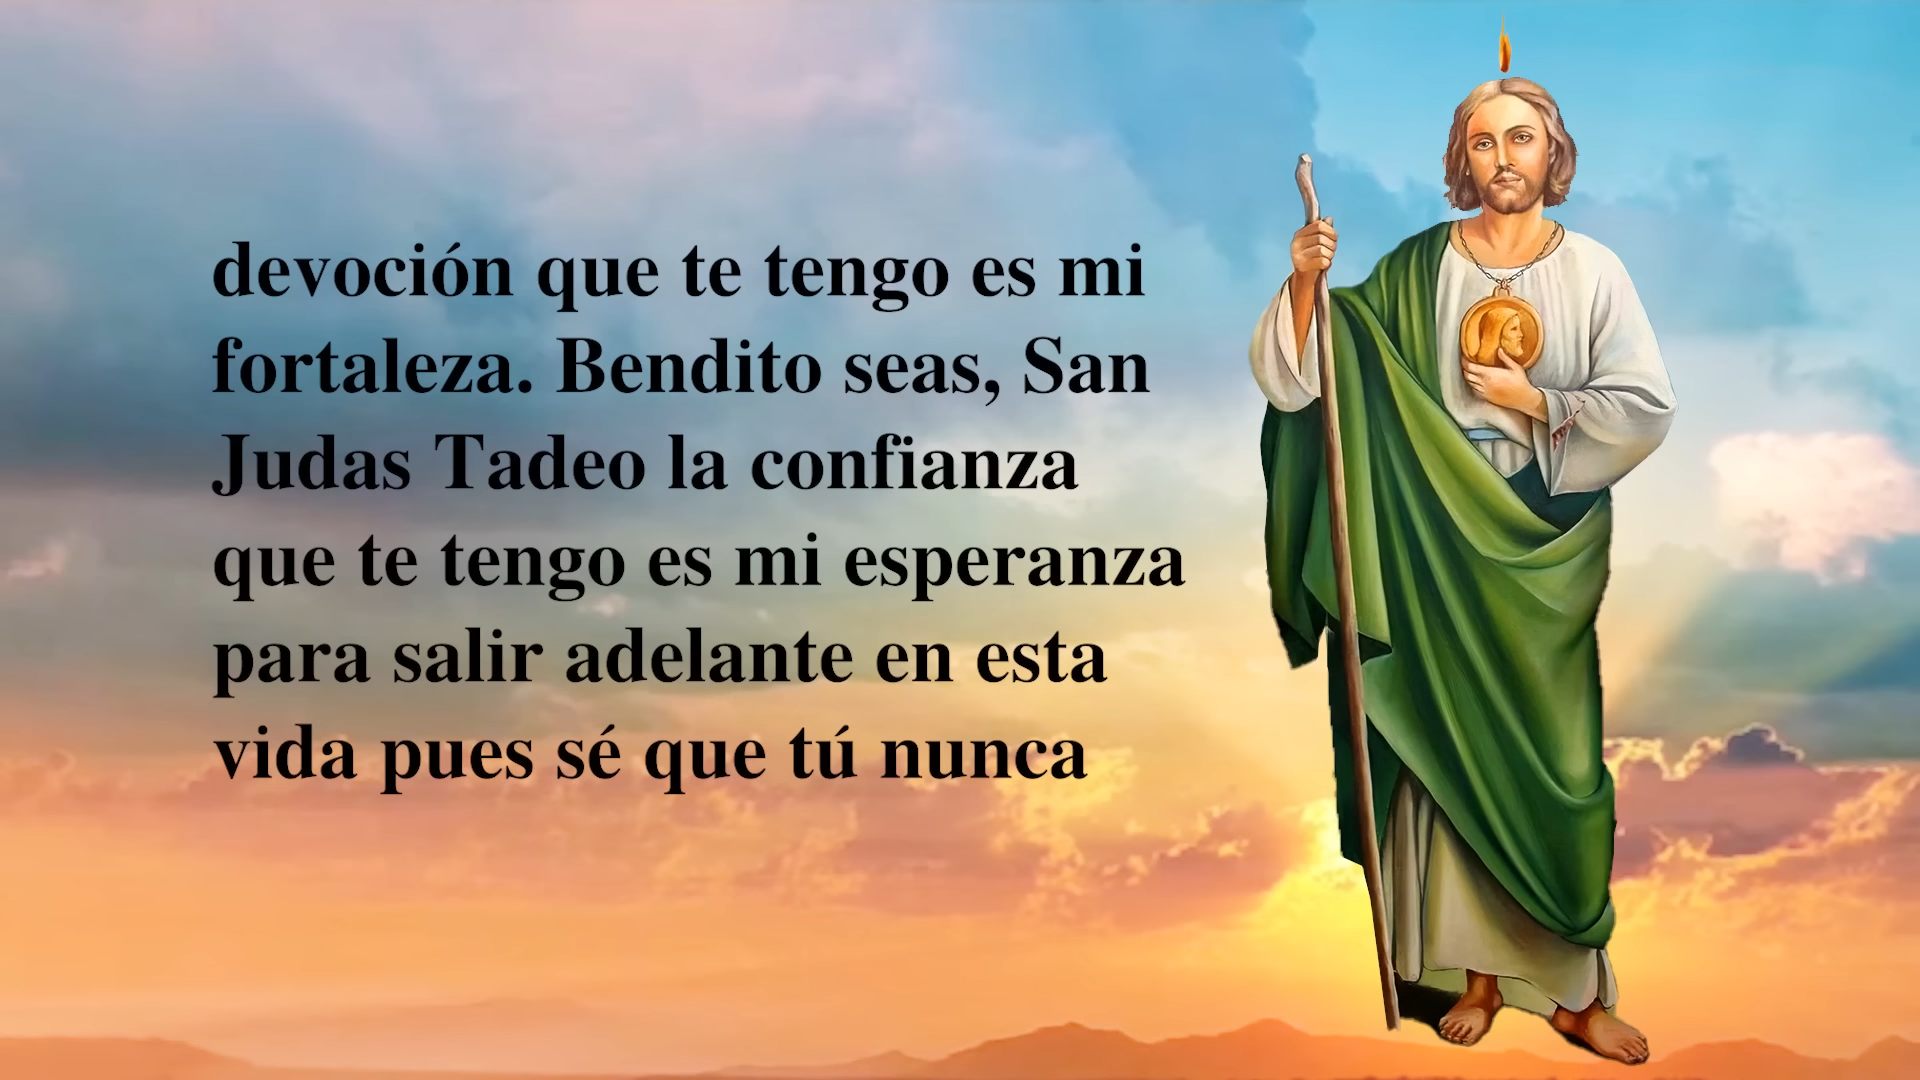 devoción que te tengo es mi
fortaleza. Bendito seas, San
Judas Tadeo la confianza
que te tengo es mi esperanza
para salir adelante en esta
vida pues sé que tú nunca